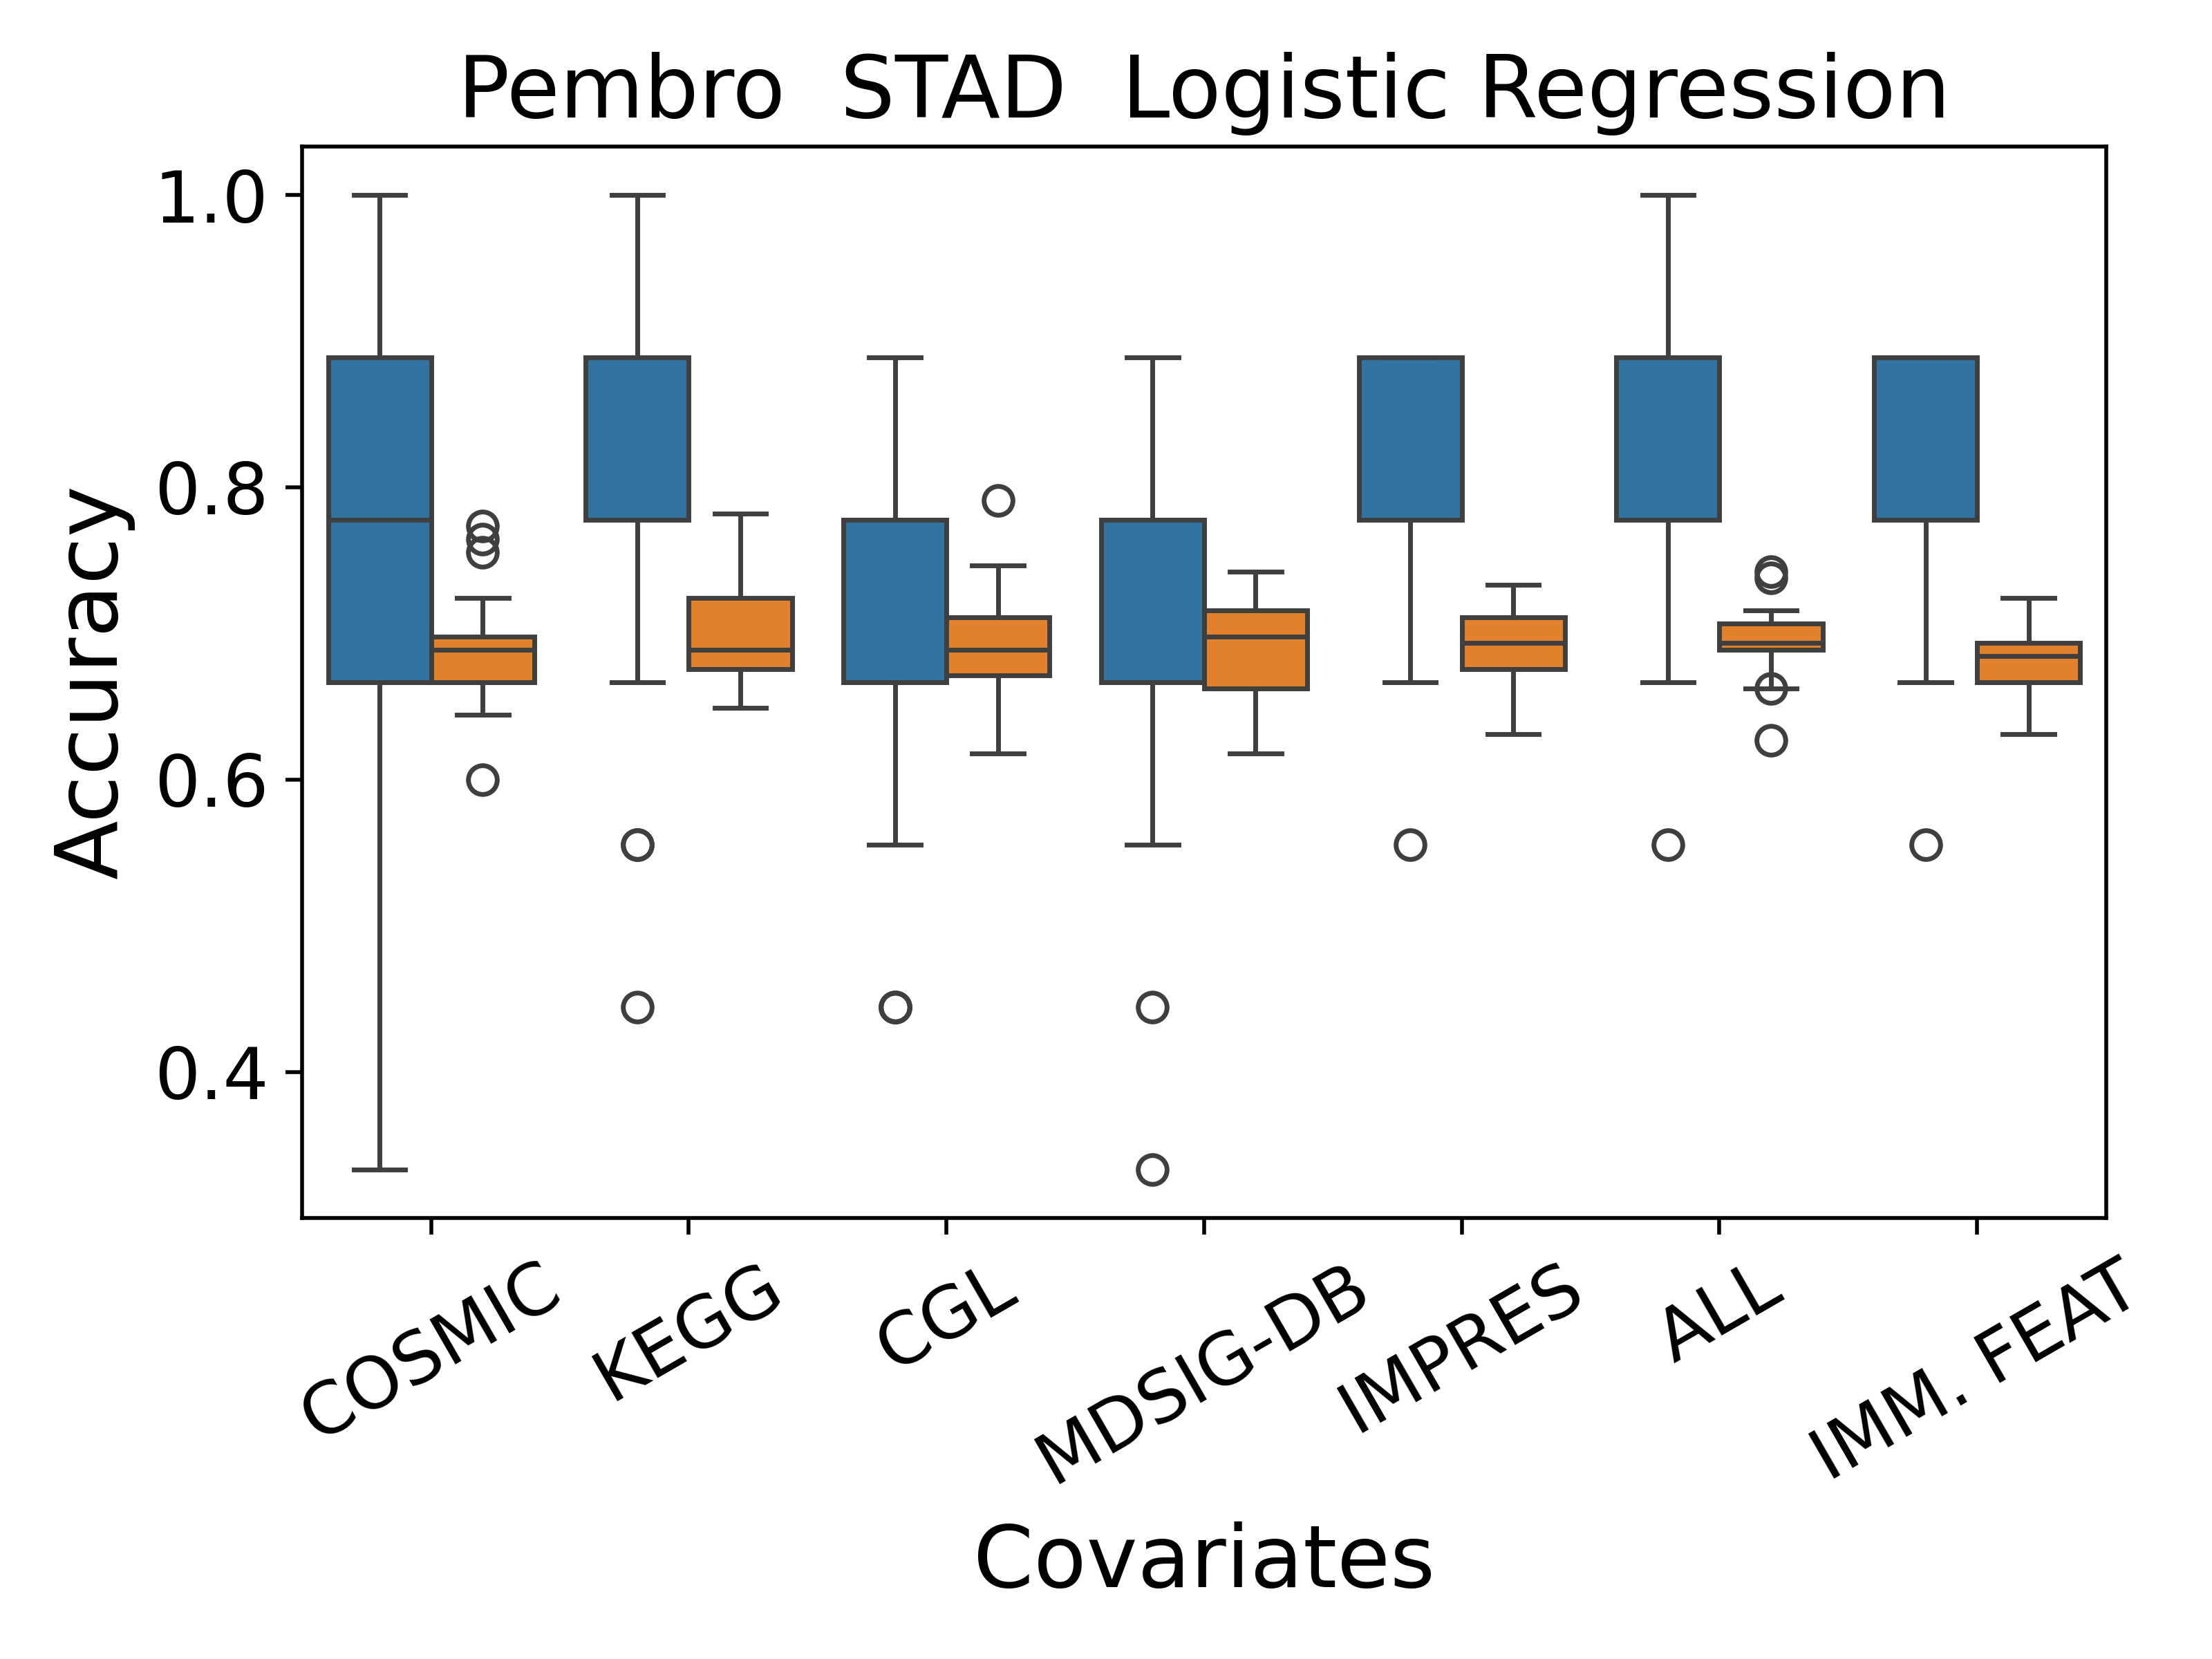 Pembro STAD Logistic Regression
1.0
0.8
0.6
0.4
Accuracy
COSMIC
KEGG
CGL
MDSIG-DB
IMPRES
ALL
IMM. FEAT
Covariates